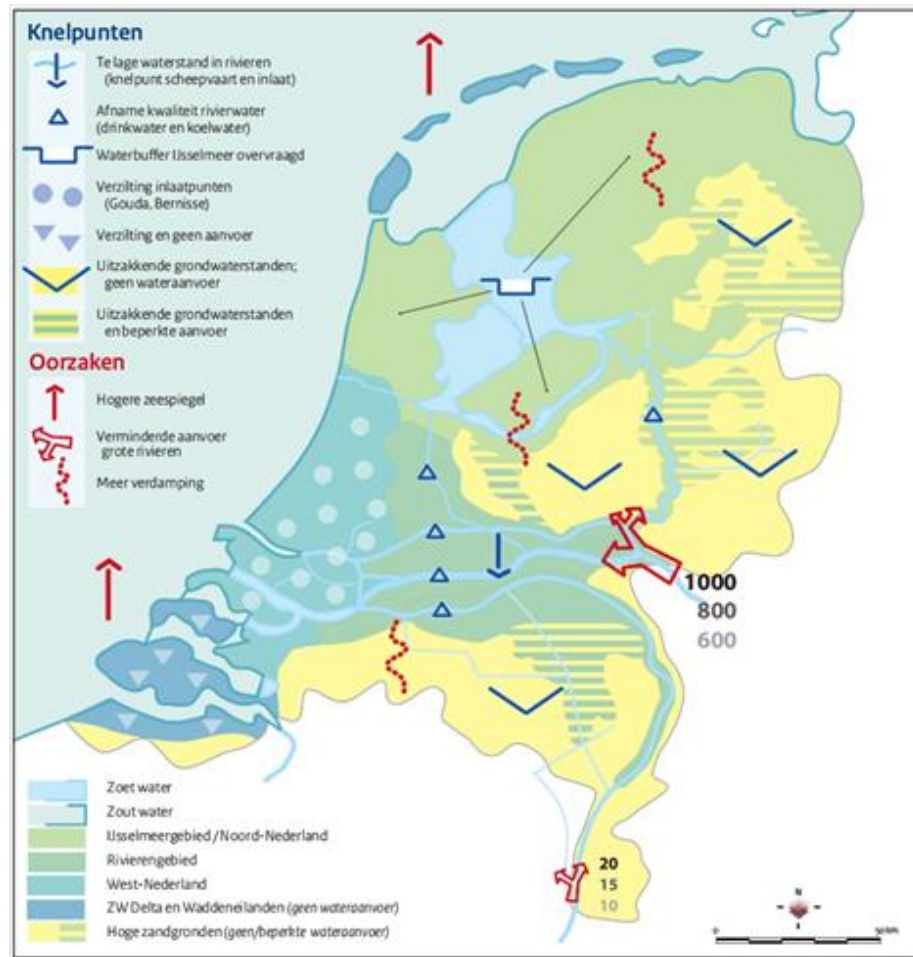 Knelpunten
Te lage waterstand in rivieren
(knelpunt scheepvaart en inlaat)
Afname kwaliteit rivierwater
(drinkwater en koelwater)
Waterbuffer IJsselmeer overvraagd
Verzilting inlaatpunten
(Gouda, Bernisse)
Verzilting en geen aanvoer
Uitzakkende grondwaterstanden;
geen wateraanvoer
Uitzakkende grondwaterstanden
en beperkte aanvoer
Oorzaken
Hogere zeespiegel
Verminderde aanvoer
grote rivieren
Meer verdamping
1000
800
600
Zoet water
Zout water
IJsselmeergebied / Noord-Nederland
Rivierengebied
West-Nederland
ZW Delta en Waddeneilanden (geen wateraanvoer)
Hoge zandgronden (geen/beperkte wateraanvoer)
20
15
10
N
0 50 km